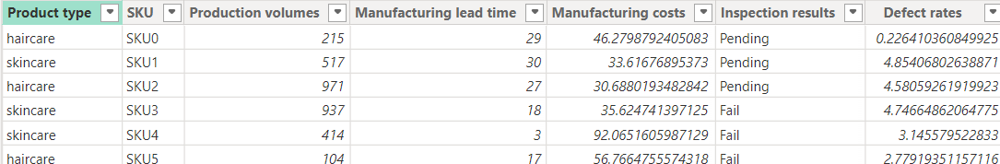 Product type SKU Production volumes Manufacturing lead time Manufacturing costs Inspection results Defect rates
haircare SKU0 215 29 46.2798792405083 Pending 0.226410360849925
skincare SKU1 517 30 33.61676895373 Pending 4.85406802638871
haircare SKU2 971 27 30.6880193482842 Pending 4.58059261919923
skincare SKU3 937 18 35.624741397125 Fail 4.74664862064775
skincare SKU4 414 3 92.0651605987129 Fail 3.145579522833
haircare SKU5 104 17 56.7664755574318 Fail 2.77919351157116